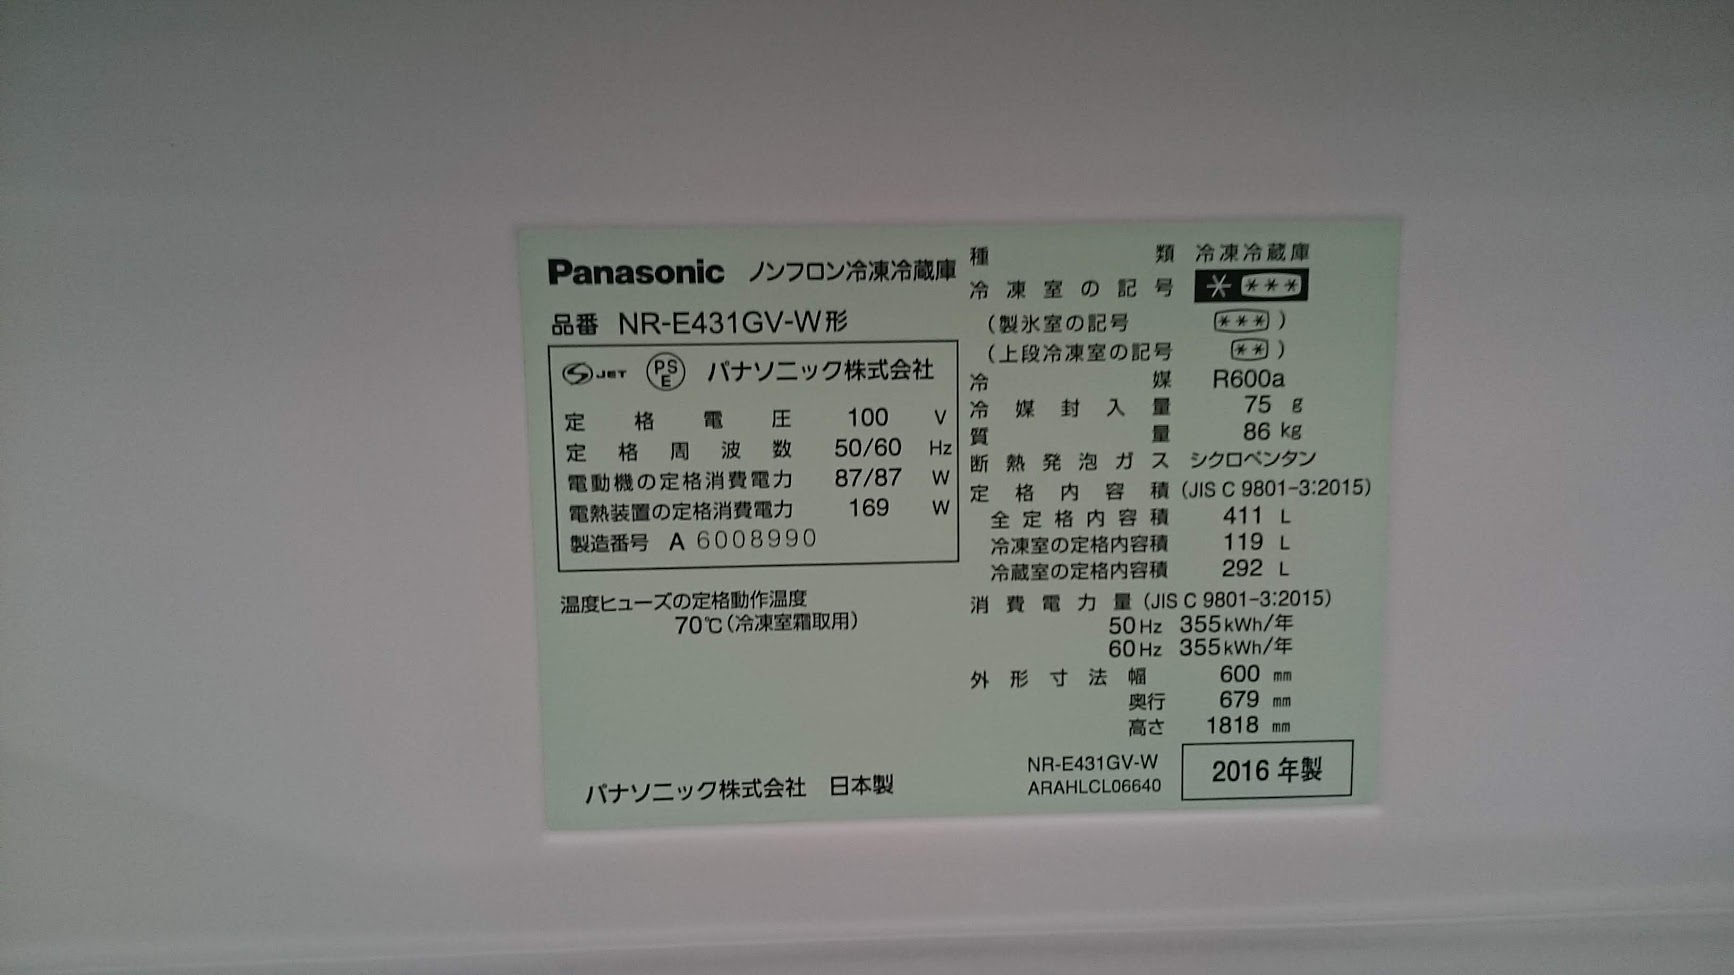 Panasonic ノンフロン冷凍冷蔵庫
品番 NR-E431GV-W形
JET PSE パナソニック株式会社
定格電圧 100 V
定格周波数 50/60 Hz
電動機の定格消費電力 87/87 W
電熱装置の定格消費電力 169 W
製造番号 A 6008990
温度ヒューズの定格動作温度
70℃(冷凍室霜取用)
パナソニック株式会社 日本製
種類 冷凍冷蔵庫
冷凍室の記号 * ***
(製氷室の記号 ***)
(上段冷凍室の記号 **)
冷媒 R600a
冷媒封入量 75 g
質量 86 kg
断熱発泡ガス シクロペンタン
定格内容積 (JIS C 9801-3:2015)
全定格内容積 411 L
冷凍室の定格内容積 119 L
冷蔵室の定格内容積 292 L
消費電力量 (JIS C 9801-3:2015)
50Hz 355kWh/年
60Hz 355kWh/年
外形寸法幅 600 mm
奥行 679 mm
高さ 1818 mm
NR-E431GV-W
ARAHLCL06640
2016年製